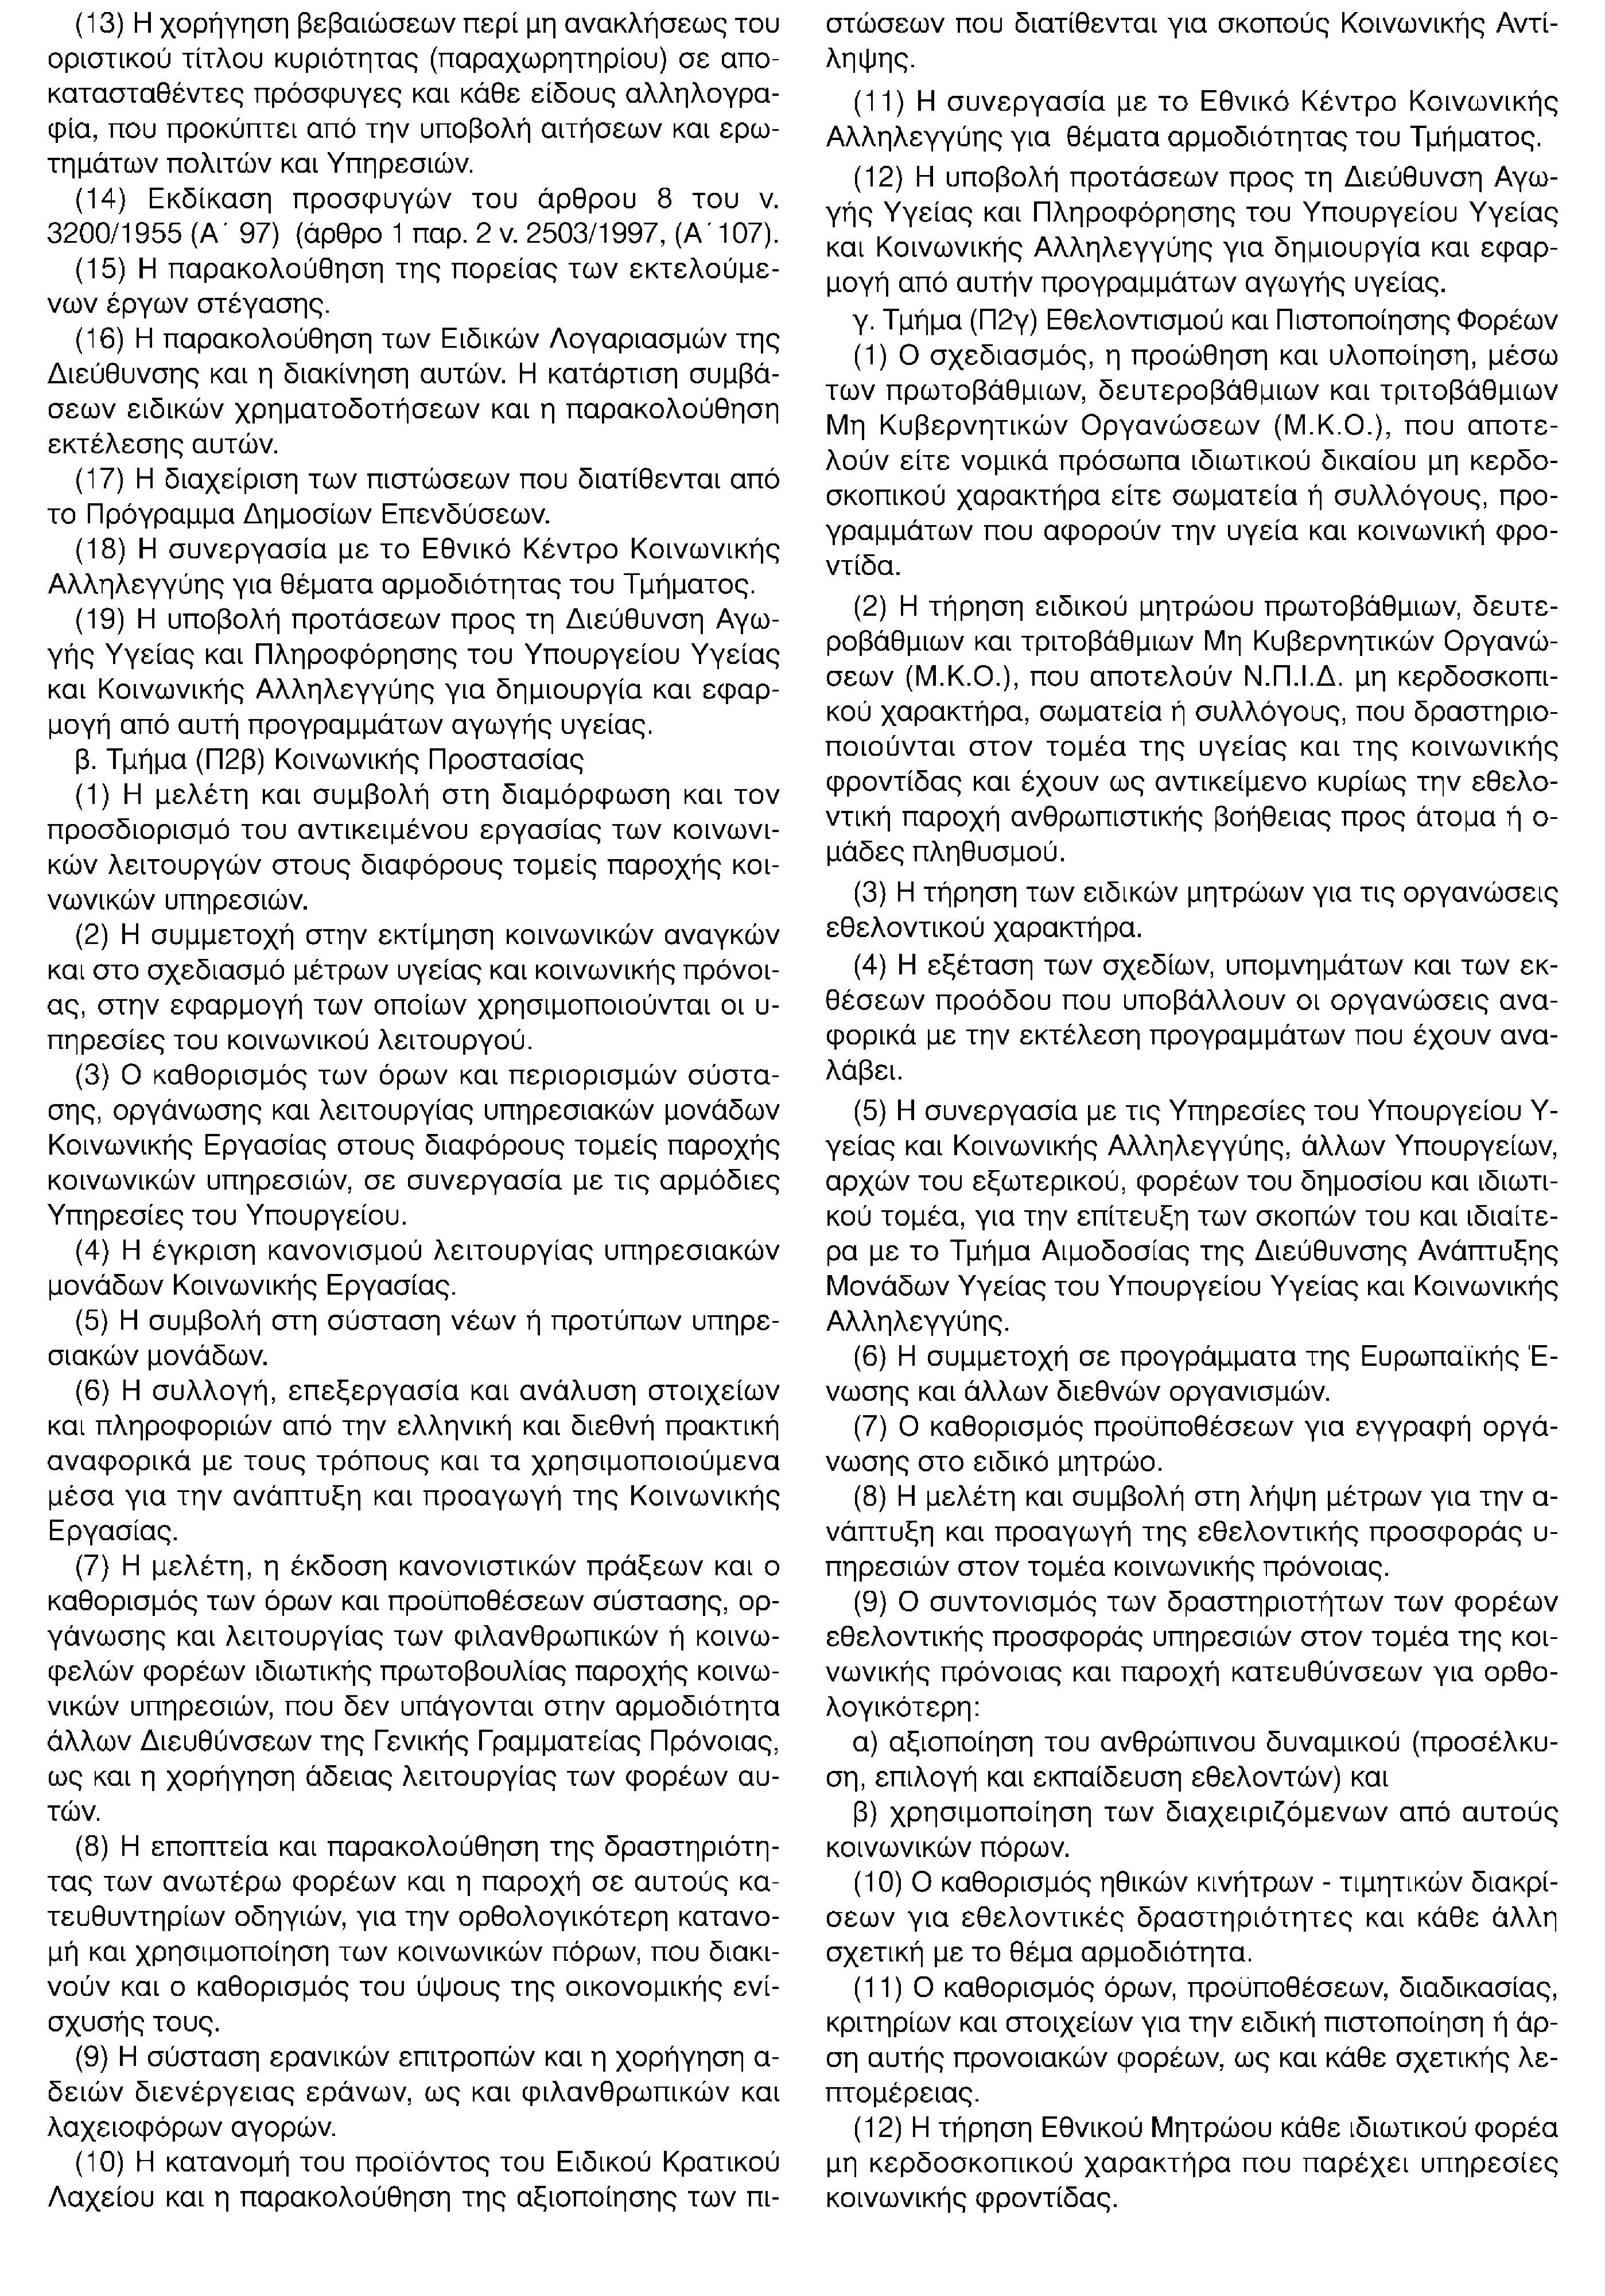 (13) Η χορήγηση βεβαιώσεων περί μη ανακλήσεως του
οριστικού τίτλου κυριότητας (παραχωρητηρίου) σε απο-
κατασταθέντες πρόσφυγες και κάθε είδους αλληλογρα-
φία, που προκύπτει από την υποβολή αιτήσεων και ερω-
τημάτων πολιτών και Υπηρεσιών.
(14) Εκδίκαση προσφυγών του άρθρου 8 του ν.
3200/1955 (Α΄ 97) (άρθρο 1 παρ. 2 ν. 2503/1997, (Α΄107).
(15) Η παρακολούθηση της πορείας των εκτελούμε-
νων έργων στέγασης.
(16) Η παρακολούθηση των Ειδικών Λογαριασμών της
Διεύθυνσης και η διακίνηση αυτών. Η κατάρτιση συμβά-
σεων ειδικών χρηματοδοτήσεων και η παρακολούθηση
εκτέλεσης αυτών.
(17) Η διαχείριση των πιστώσεων που διατίθενται από
το Πρόγραμμα Δημοσίων Επενδύσεων.
(18) Η συνεργασία με το Εθνικό Κέντρο Κοινωνικής
Αλληλεγγύης για θέματα αρμοδιότητας του Τμήματος.
(19) Η υποβολή προτάσεων προς τη Διεύθυνση Αγω-
γής Υγείας και Πληροφόρησης του Υπουργείου Υγείας
και Κοινωνικής Αλληλεγγύης για δημιουργία και εφαρ-
μογή από αυτή προγραμμάτων αγωγής υγείας.
β. Τμήμα (Π2β) Κοινωνικής Προστασίας
(1) Η μελέτη και συμβολή στη διαμόρφωση και τον
προσδιορισμό του αντικειμένου εργασίας των κοινωνι-
κών λειτουργών στους διαφόρους τομείς παροχής κοι-
νωνικών υπηρεσιών.
(2) Η συμμετοχή στην εκτίμηση κοινωνικών αναγκών
και στο σχεδιασμό μέτρων υγείας και κοινωνικής πρόνοι-
ας, στην εφαρμογή των οποίων χρησιμοποιούνται οι υ-
πηρεσίες του κοινωνικού λειτουργού.
(3) Ο καθορισμός των όρων και περιορισμών σύστα-
σης, οργάνωσης και λειτουργίας υπηρεσιακών μονάδων
Κοινωνικής Εργασίας στους διαφόρους τομείς παροχής
κοινωνικών υπηρεσιών, σε συνεργασία με τις αρμόδιες
Υπηρεσίες του Υπουργείου.
(4) Η έγκριση κανονισμού λειτουργίας υπηρεσιακών
μονάδων Κοινωνικής Εργασίας.
(5) Η συμβολή στη σύσταση νέων ή προτύπων υπηρε-
σιακών μονάδων.
(6) Η συλλογή, επεξεργασία και ανάλυση στοιχείων
και πληροφοριών από την ελληνική και διεθνή πρακτική
αναφορικά με τους τρόπους και τα χρησιμοποιούμενα
μέσα για την ανάπτυξη και προαγωγή της Κοινωνικής
Εργασίας.
(7) Η μελέτη, η έκδοση κανονιστικών πράξεων και ο
καθορισμός των όρων και προϋποθέσεων σύστασης, ορ-
γάνωσης και λειτουργίας των φιλανθρωπικών ή κοινω-
φελών φορέων ιδιωτικής πρωτοβουλίας παροχής κοινω-
νικών υπηρεσιών, που δεν υπάγονται στην αρμοδιότητα
άλλων Διευθύνσεων της Γενικής Γραμματείας Πρόνοιας,
ως και η χορήγηση άδειας λειτουργίας των φορέων αυ-
τών.
(8) Η εποπτεία και παρακολούθηση της δραστηριότη-
τας των ανωτέρω φορέων και η παροχή σε αυτούς κα-
τευθυντηρίων οδηγιών, για την ορθολογικότερη κατανο-
μή και χρησιμοποίηση των κοινωνικών πόρων, που διακι-
νούν και ο καθορισμός του ύψους της οικονομικής ενί-
σχυσής τους.
(9) Η σύσταση ερανικών επιτροπών και η χορήγηση α-
δειών διενέργειας εράνων, ως και φιλανθρωπικών και
λαχειοφόρων αγορών.
(10) Η κατανομή του προϊόντος του Ειδικού Κρατικού
Λαχείου και η παρακολούθηση της αξιοποίησης των πι-
στώσεων που διατίθενται για σκοπούς Κοινωνικής Αντί-
ληψης.
(11) Η συνεργασία με το Εθνικό Κέντρο Κοινωνικής
Αλληλεγγύης για θέματα αρμοδιότητας του Τμήματος.
(12) Η υποβολή προτάσεων προς τη Διεύθυνση Αγω-
γής Υγείας και Πληροφόρησης του Υπουργείου Υγείας
και Κοινωνικής Αλληλεγγύης για δημιουργία και εφαρ-
μογή από αυτήν προγραμμάτων αγωγής υγείας.
γ. Τμήμα (Π2γ) Εθελοντισμού και Πιστοποίησης Φορέων
(1) Ο σχεδιασμός, η προώθηση και υλοποίηση, μέσω
των πρωτοβάθμιων, δευτεροβάθμιων και τριτοβάθμιων
Μη Κυβερνητικών Οργανώσεων (Μ.Κ.Ο.), που αποτε-
λούν είτε νομικά πρόσωπα ιδιωτικού δικαίου μη κερδο-
σκοπικού χαρακτήρα είτε σωματεία ή συλλόγους, προ-
γραμμάτων που αφορούν την υγεία και κοινωνική φρο-
ντίδα.
(2) Η τήρηση ειδικού μητρώου πρωτοβάθμιων, δευτε-
ροβάθμιων και τριτοβάθμιων Μη Κυβερνητικών Οργανώ-
σεων (Μ.Κ.Ο.), που αποτελούν Ν.Π.Ι.Δ. μη κερδοσκοπι-
κού χαρακτήρα, σωματεία ή συλλόγους, που δραστηριο-
ποιούνται στον τομέα της υγείας και της κοινωνικής
φροντίδας και έχουν ως αντικείμενο κυρίως την εθελο-
ντική παροχή ανθρωπιστικής βοήθειας προς άτομα ή ο-
μάδες πληθυσμού.
(3) Η τήρηση των ειδικών μητρώων για τις οργανώσεις
εθελοντικού χαρακτήρα.
(4) Η εξέταση των σχεδίων, υπομνημάτων και των εκ-
θέσεων προόδου που υποβάλλουν οι οργανώσεις ανα-
φορικά με την εκτέλεση προγραμμάτων που έχουν ανα-
λάβει.
(5) Η συνεργασία με τις Υπηρεσίες του Υπουργείου Υ-
γείας και Κοινωνικής Αλληλεγγύης, άλλων Υπουργείων,
αρχών του εξωτερικού, φορέων του δημοσίου και ιδιωτι-
κού τομέα, για την επίτευξη των σκοπών του και ιδιαίτε-
ρα με το Τμήμα Αιμοδοσίας της Διεύθυνσης Ανάπτυξης
Μονάδων Υγείας του Υπουργείου Υγείας και Κοινωνικής
Αλληλεγγύης.
(6) Η συμμετοχή σε προγράμματα της Ευρωπαϊκής Έ-
νωσης και άλλων διεθνών οργανισμών.
(7) Ο καθορισμός προϋποθέσεων για εγγραφή οργά-
νωσης στο ειδικό μητρώο.
(8) Η μελέτη και συμβολή στη λήψη μέτρων για την α-
νάπτυξη και προαγωγή της εθελοντικής προσφοράς υ-
πηρεσιών στον τομέα κοινωνικής πρόνοιας.
(9) Ο συντονισμός των δραστηριοτήτων των φορέων
εθελοντικής προσφοράς υπηρεσιών στον τομέα της κοι-
νωνικής πρόνοιας και παροχή κατευθύνσεων για ορθο-
λογικότερη:
α) αξιοποίηση του ανθρώπινου δυναμικού (προσέλκυ-
ση, επιλογή και εκπαίδευση εθελοντών) και
β) χρησιμοποίηση των διαχειριζόμενων από αυτούς
κοινωνικών πόρων.
(10) Ο καθορισμός ηθικών κινήτρων - τιμητικών διακρί-
σεων για εθελοντικές δραστηριότητες και κάθε άλλη
σχετική με το θέμα αρμοδιότητα.
(11) Ο καθορισμός όρων, προϋποθέσεων, διαδικασίας,
κριτηρίων και στοιχείων για την ειδική πιστοποίηση ή άρ-
ση αυτής προνοιακών φορέων, ως και κάθε σχετικής λε-
πτομέρειας.
(12) Η τήρηση Εθνικού Μητρώου κάθε ιδιωτικού φορέα
μη κερδοσκοπικού χαρακτήρα που παρέχει υπηρεσίες
κοινωνικής φροντίδας.